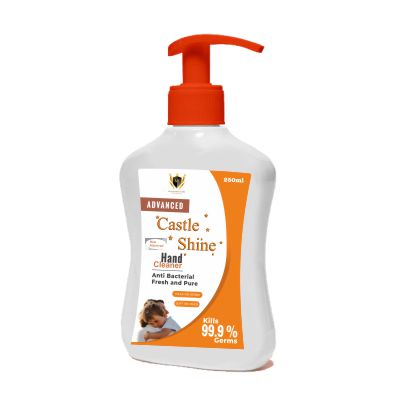 250ml
ADVANCED
Castle
Shine
Hand
Cleaner
Anti Bacterial
Fresh and Pure
Kills
99.9 %
Germs